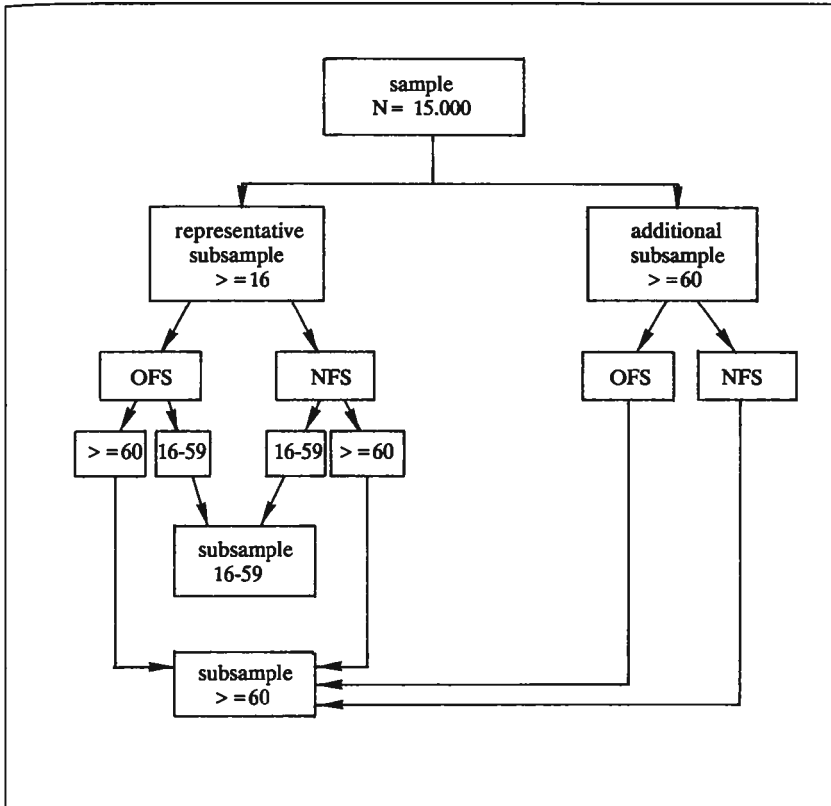 sample
N = 15.000
representative
subsample
> =16
additional
subsample
> =60
OFS
NFS
OFS
NFS
> =60
16-59
16-59
> =60
subsample
16-59
subsample
> =60